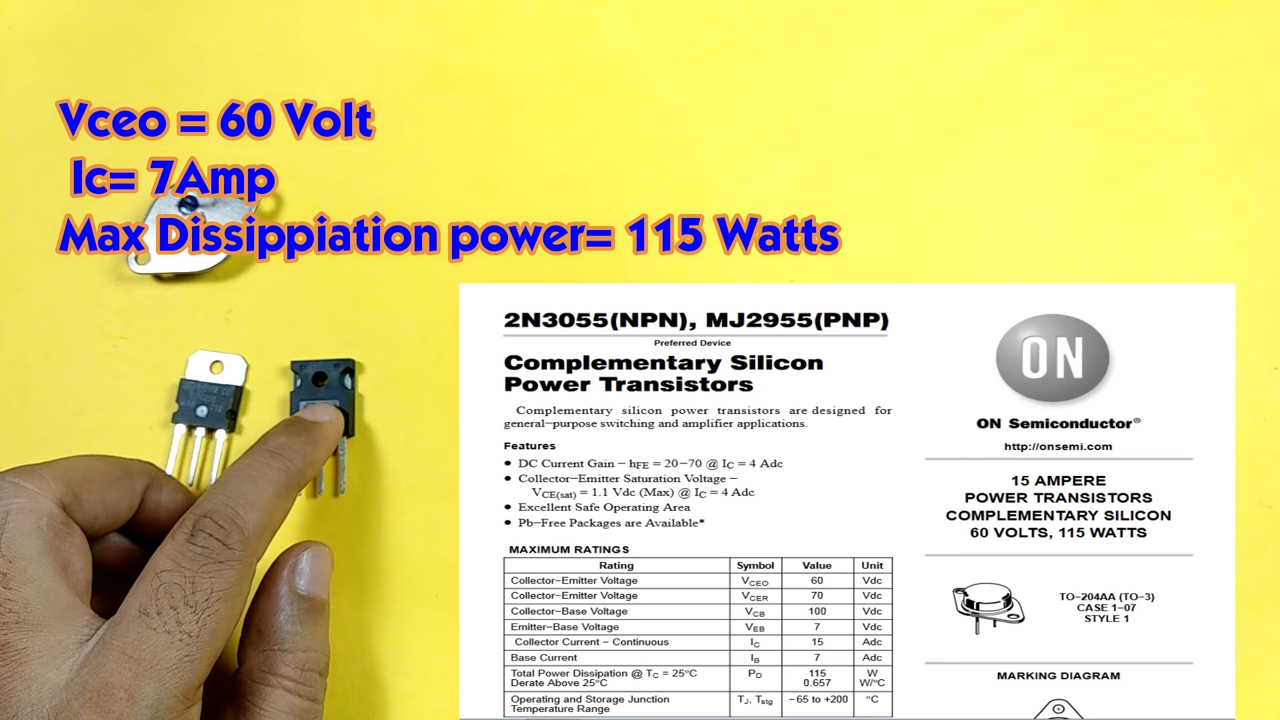 Vceo = 60 Volt
Ic= 7Amp
Max Dissippiation power= 115 Watts
2N3055(NPN), MJ2955(PNP)
Preferred Device
Complementary Silicon
Power Transistors
Complementary silicon power transistors are designed for
general−purpose switching and amplifier applications.
Features
• DC Current Gain − hFE = 20−70 @ IC = 4 Adc
• Collector−Emitter Saturation Voltage −
VCE(sat) = 1.1 Vdc (Max) @ IC = 4 Adc
• Excellent Safe Operating Area
• Pb−Free Packages are Available*
MAXIMUM RATINGS
Rating Symbol Value Unit
Collector−Emitter Voltage VCEO 60 Vdc
Collector−Emitter Voltage VCER 70 Vdc
Collector−Base Voltage VCB 100 Vdc
Emitter−Base Voltage VEB 7 Vdc
Collector Current − Continuous IC 15 Adc
Base Current IB 7 Adc
Total Power Dissipation @ TC = 25°C PD 115 W
Derate Above 25°C 0.657 W/°C
Operating and Storage Junction TJ, Tstg −65 to +200 °C
Temperature Range
ON
ON Semiconductor®
http://onsemi.com
15 AMPERE
POWER TRANSISTORS
COMPLEMENTARY SILICON
60 VOLTS, 115 WATTS
TO−204AA (TO−3)
CASE 1−07
STYLE 1
MARKING DIAGRAM